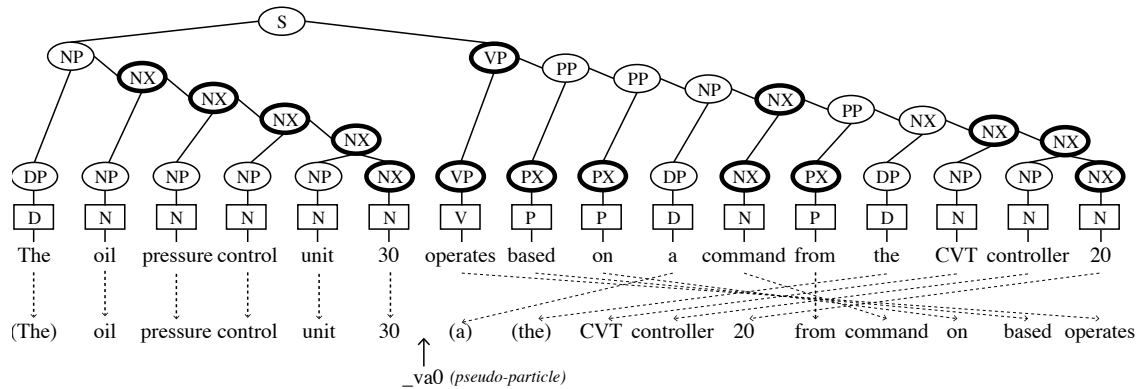 S
NP VP PP PP NP NX PP NX NX NX
NX NX NX NX
DP NP NP NP NP NX VP PX PX DP NX PX DP NP NP NX
D N N N N N V P P D N P D N N N
The oil pressure control unit 30 operates based on a command from the CVT controller 20
(The) oil pressure control unit 30 (a) (the) CVT controller 20 from command on based operates
_va0 (pseudo-particle)